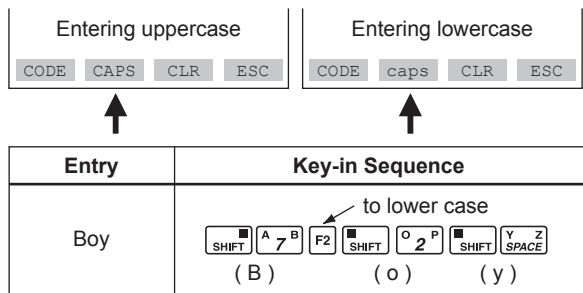 Entering uppercase
CODE CAPS CLR ESC
Entering lowercase
CODE caps CLR ESC
Entry Key-in Sequence
to lower case
Boy SHIFT A 7 B F2 SHIFT O 2 P SHIFT Y Z SPACE
( B ) ( o ) ( y )